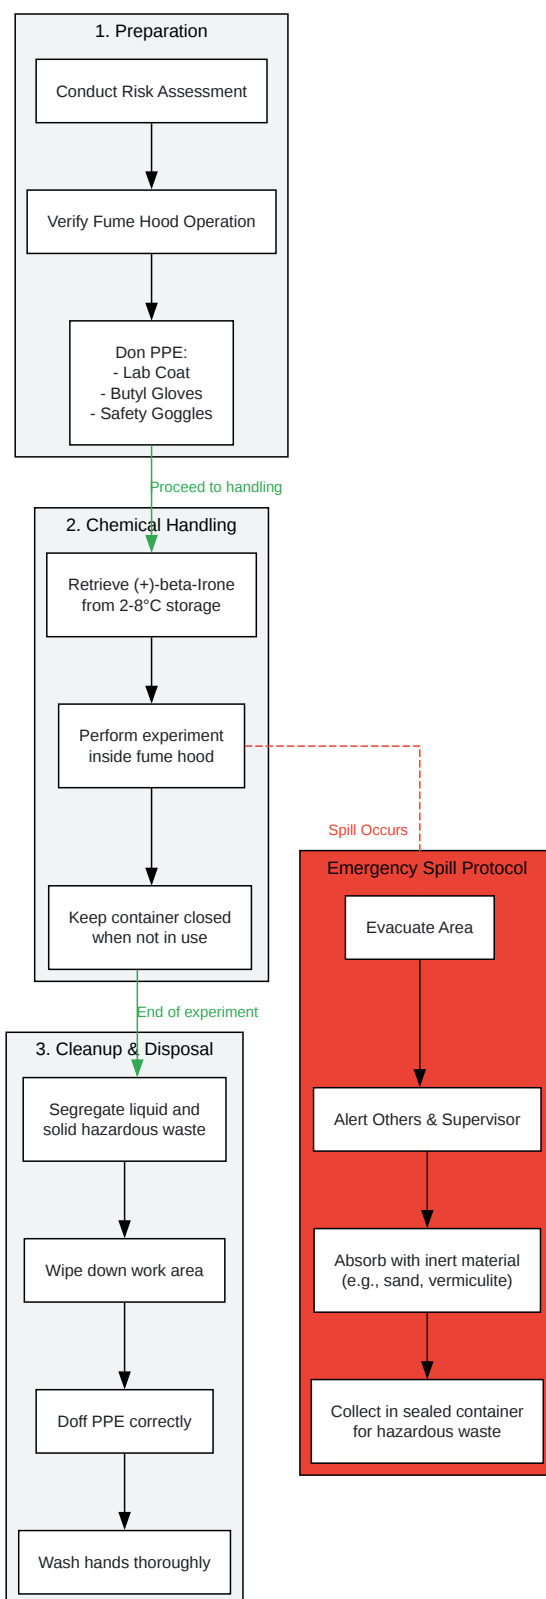 1. Preparation
Conduct Risk Assessment
Verify Fume Hood Operation
Don PPE:
- Lab Coat
- Butyl Gloves
- Safety Goggles
Proceed to handling
2. Chemical Handling
Retrieve (+)-beta-Irone
from 2-8°C storage
Perform experiment
inside fume hood
Keep container closed
when not in use
End of experiment
3. Cleanup & Disposal
Segregate liquid and
solid hazardous waste
Wipe down work area
Doff PPE correctly
Wash hands thoroughly
Spill Occurs
Emergency Spill Protocol
Evacuate Area
Alert Others & Supervisor
Absorb with inert material
(e.g., sand, vermiculite)
Collect in sealed container
for hazardous waste